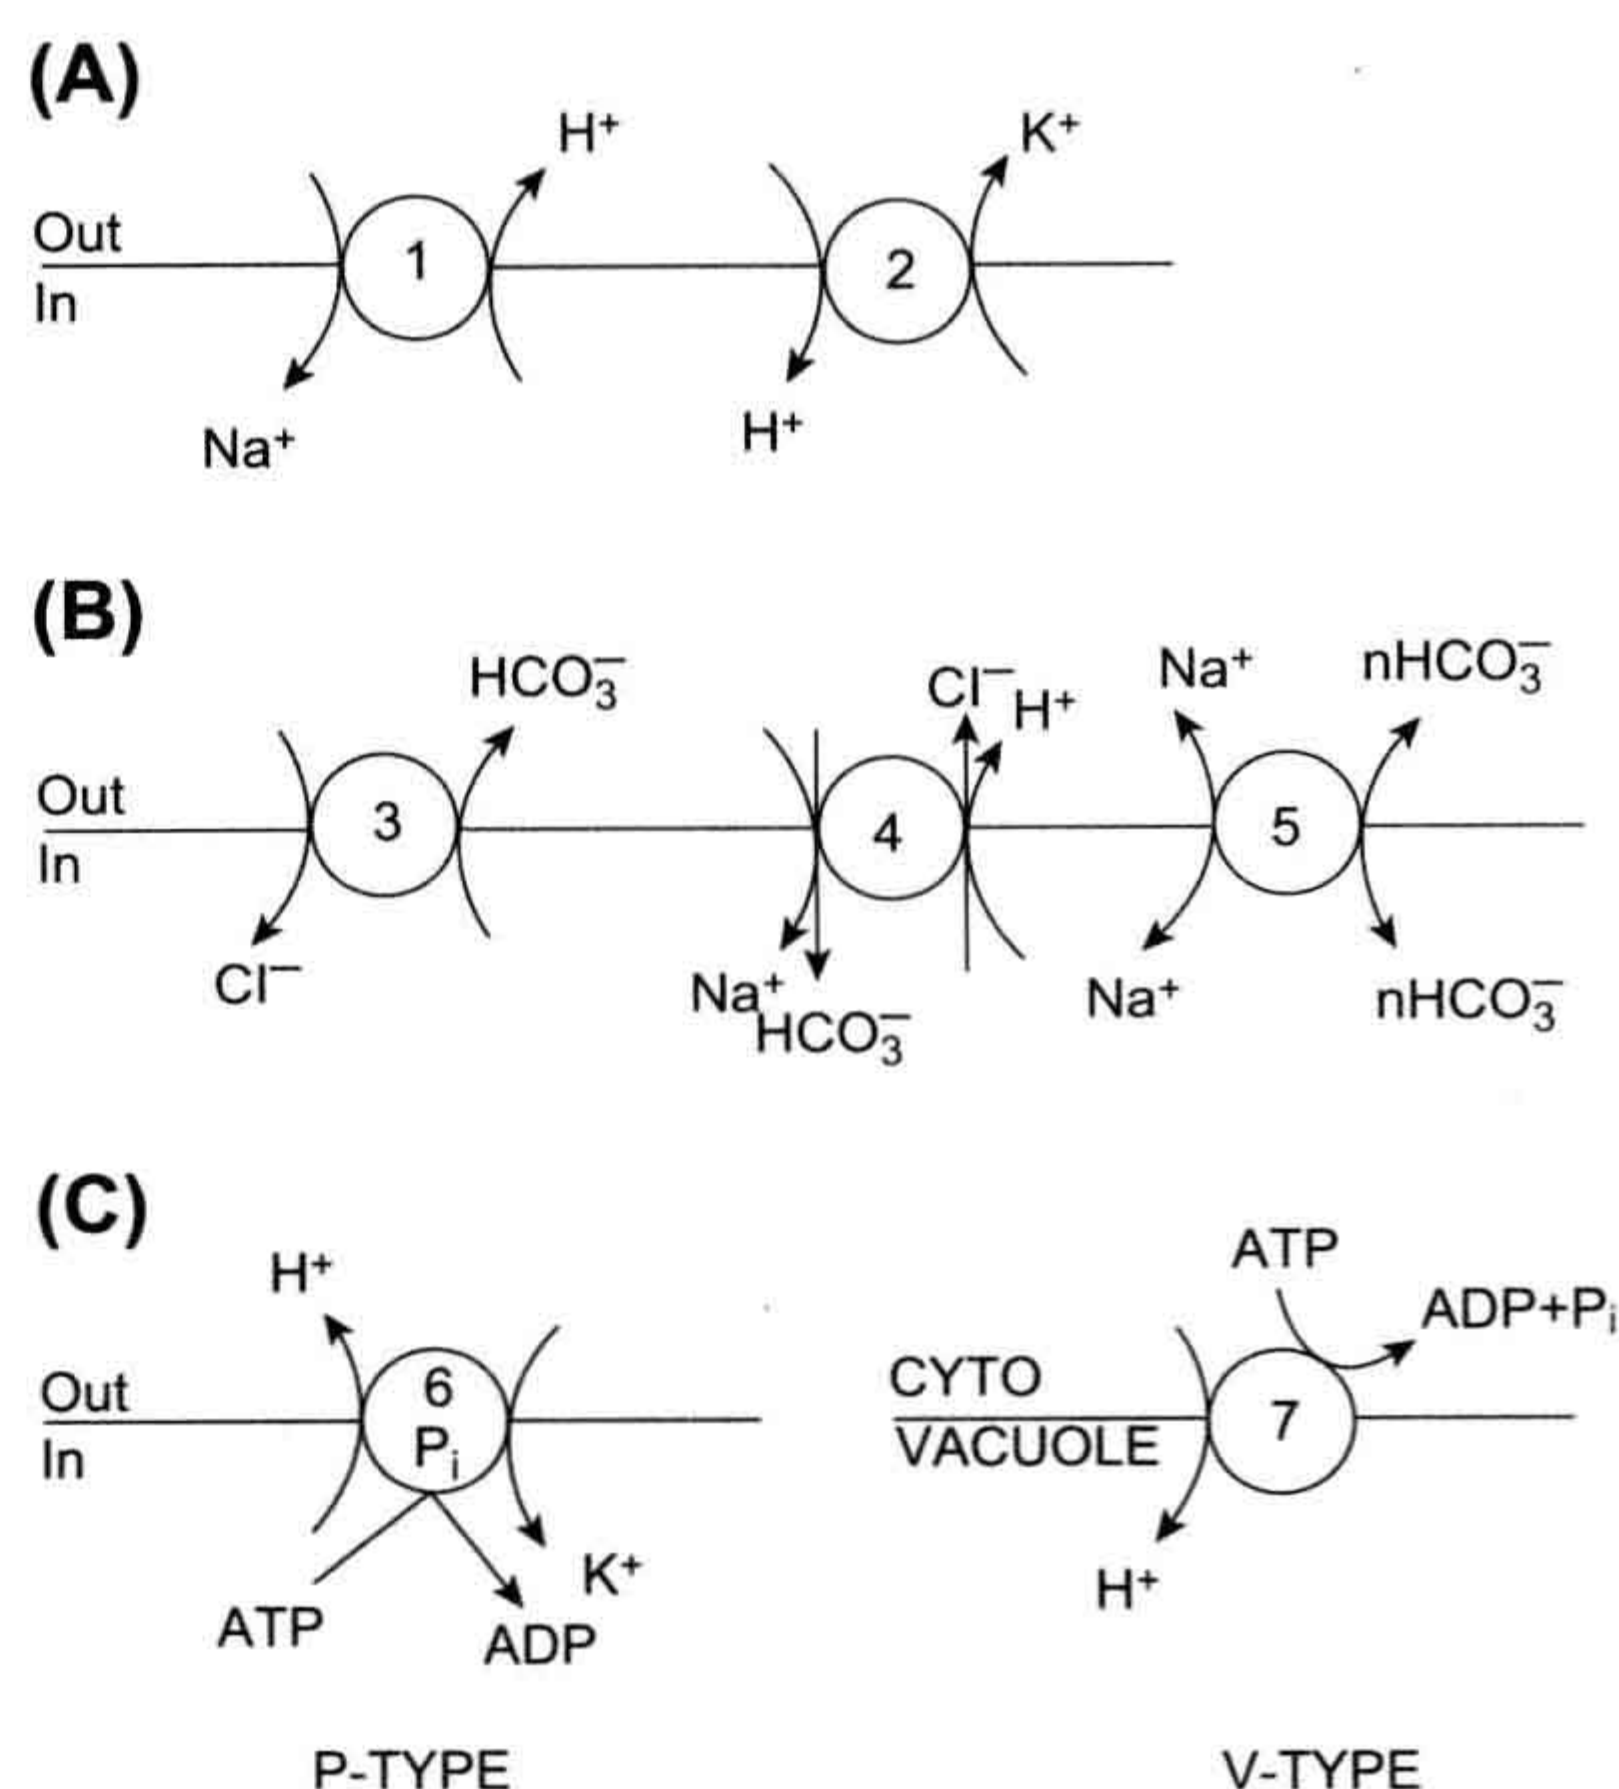 (A)
H⁺ K⁺
Out
1 2
In
Na⁺ H⁺
(B)
HCO₃⁻ Cl⁻ H⁺ Na⁺ nHCO₃⁻
Out
3 4 5
In
Cl⁻ Na⁺ HCO₃⁻ Na⁺ nHCO₃⁻
(C)
H⁺ ATP
ADP+Pᵢ
Out 6 CYTO
Pᵢ 7
In VACUOLE
K⁺ H⁺
ATP ADP
P-TYPE V-TYPE